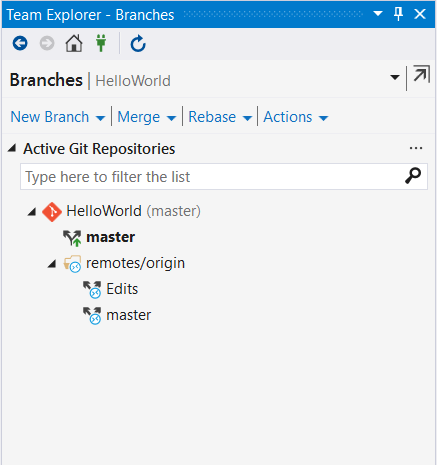 Team Explorer - Branches
Branches | HelloWorld
New Branch | Merge | Rebase | Actions
Active Git Repositories
Type here to filter the list
HelloWorld (master)
master
remotes/origin
Edits
master